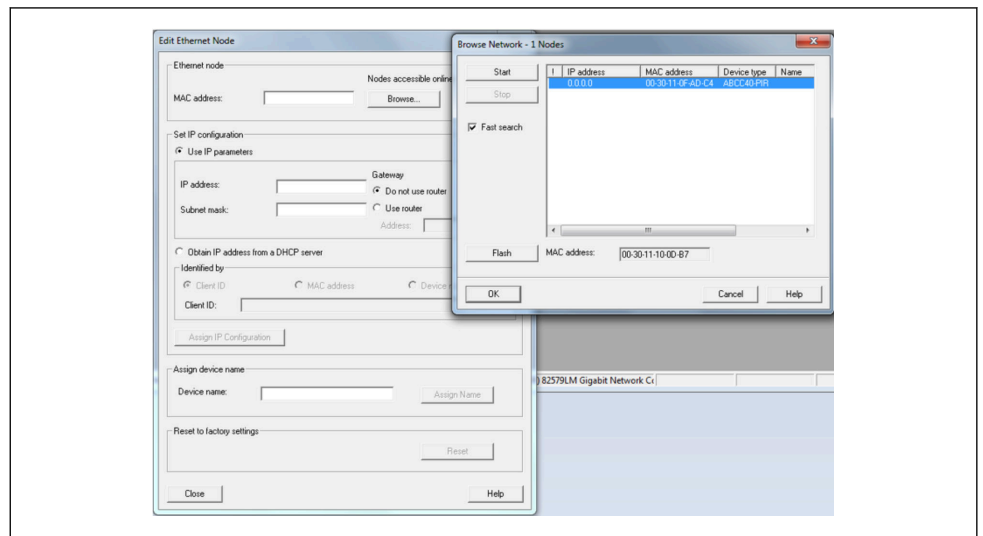 Edit Ethernet Node
Ethernet node
Nodes accessible online
MAC address:
Browse...
Set IP configuration
Use IP parameters
IP address:
Subnet mask:
Gateway
Do not use router
Use router
Address:
Obtain IP address from a DHCP server
Identified by
Client ID
MAC address
Device
Client ID:
Assign IP Configuration
Assign device name
Device name:
Assign Name
Reset to factory settings
Reset
Close
Help
Browse Network - 1 Nodes
Start
Stop
Fast search
! IP address MAC address Device type Name
0.0.0.0 00-30-11-0F-AD-C4 ABCC40-PIR
Flash
MAC address: 00-30-11-10-0D-B7
OK
Cancel
Help
) 82579LM Gigabit Network